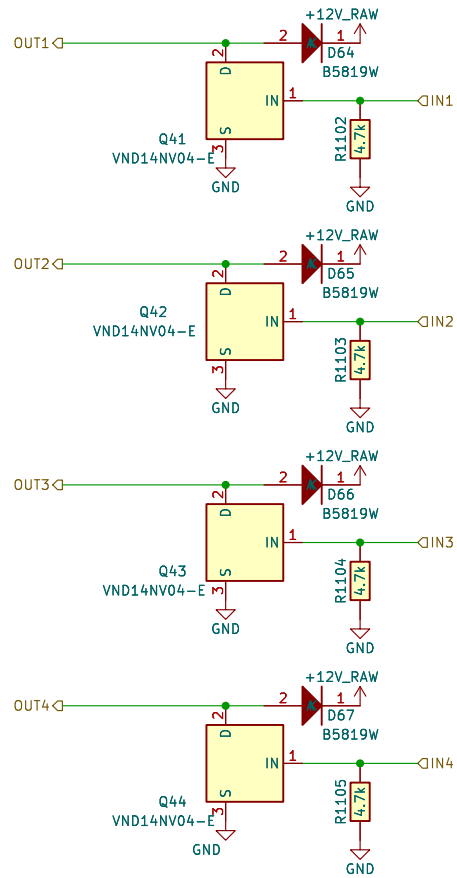 +12V_RAW
OUT1 2 1
D64
2 B5819W
D
IN 1 IN1
R1102 4.7k
Q41
S
VND14NV04-E 3
GND
GND
+12V_RAW
OUT2 2 1
D65
2 B5819W
D
Q42 IN 1 IN2
VND14NV04-E
R1103 4.7k
S
3
GND
GND
+12V_RAW
OUT3 2 1
D66
2 B5819W
D
IN 1 IN3
R1104 4.7k
Q43 S
VND14NV04-E 3
GND
GND
+12V_RAW
OUT4 2 1
D67
2 B5819W
D
IN 1 IN4
R1105 4.7k
Q44 S
VND14NV04-E 3
GND
GND